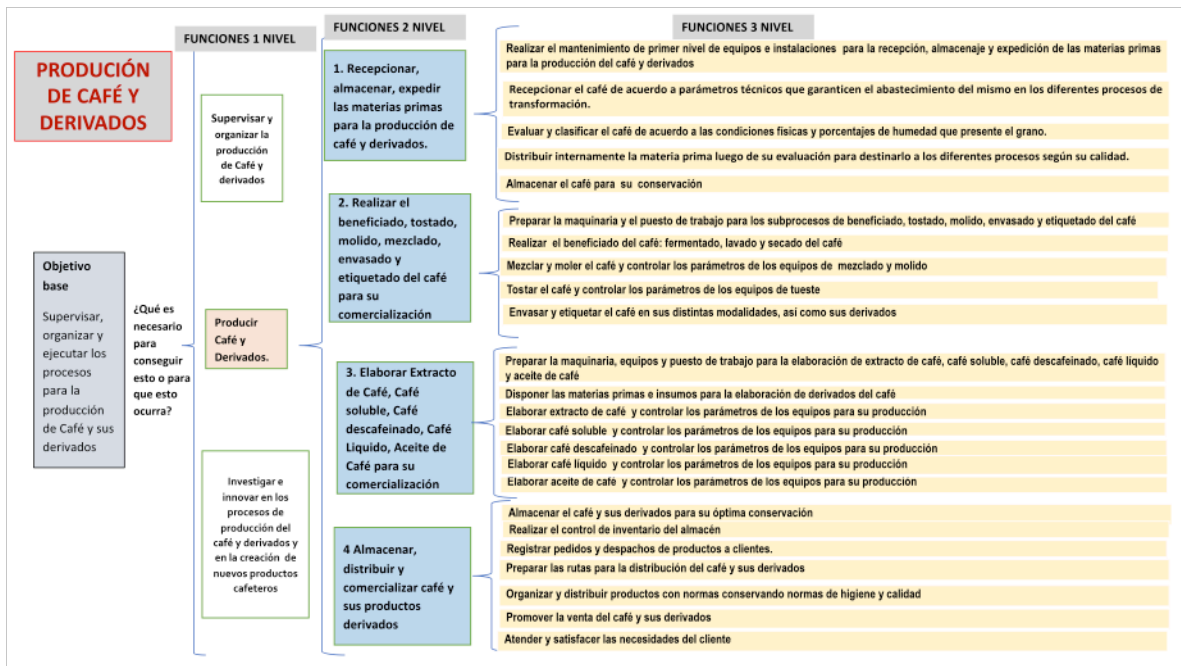 FUNCIONES 1 NIVEL
FUNCIONES 2 NIVEL
FUNCIONES 3 NIVEL
PRODUCIÓN
DE CAFÉ Y
DERIVADOS
Objetivo
base
Supervisar,
organizar y
ejecutar los
procesos
para la
producción
de Café y sus
derivados
¿Qué es
necesario
para
conseguir
esto o para
que esto
ocurra?
Supervisar y
organizar la
producción
de Café y
derivados
Producir
Café y
Derivados.
Investigar e
innovar en los
procesos de
producción del
café y derivados y
en la creación de
nuevos productos
cafeteros
1. Recepcionar,
almacenar, expedir
las materias primas
para la producción de
café y derivados.
Realizar el mantenimiento de primer nivel de equipos e instalaciones para la recepción, almacenaje y expedición de las materias primas
para la producción del café y derivados
Recepcionar el café de acuerdo a parámetros técnicos que garanticen el abastecimiento del mismo en los diferentes procesos de
transformación.
Evaluar y clasificar el café de acuerdo a las condiciones físicas y porcentajes de humedad que presente el grano.
Distribuir internamente la materia prima luego de su evaluación para destinarlo a los diferentes procesos según su calidad.
Almacenar el café para su conservación
2. Realizar el
beneficiado, tostado,
molido, mezclado,
envasado y
etiquetado del café
para su
comercialización
Preparar la maquinaria y el puesto de trabajo para los subprocesos de beneficiado, tostado, molido, envasado y etiquetado del café
Realizar el beneficiado del café: fermentado, lavado y secado del café
Mezclar y moler el café y controlar los parámetros de los equipos de mezclado y molido
Tostar el café y controlar los parámetros de los equipos de tueste
Envasar y etiquetar el café en sus distintas modalidades, así como sus derivados
3. Elaborar Extracto
de Café, Café
soluble, Café
descafeinado, Café
Liquido, Aceite de
Café para su
comercialización
Preparar la maquinaria, equipos y puesto de trabajo para la elaboración de extracto de café, café soluble, café descafeinado, café líquido
y aceite de café
Disponer las materias primas e insumos para la elaboración de derivados del café
Elaborar extracto de café y controlar los parámetros de los equipos para su producción
Elaborar café soluble y controlar los parámetros de los equipos para su producción
Elaborar café descafeinado y controlar los parámetros de los equipos para su producción
Elaborar café líquido y controlar los parámetros de los equipos para su producción
Elaborar aceite de café y controlar los parámetros de los equipos para su producción
4 Almacenar,
distribuir y
comercializar café y
sus productos
derivados
Almacenar el café y sus derivados para su óptima conservación
Realizar el control de inventario del almacén
Registrar pedidos y despachos de productos a clientes.
Preparar las rutas para la distribución del café y sus derivados
Organizar y distribuir productos con normas conservando normas de higiene y calidad
Promover la venta del café y sus derivados
Atender y satisfacer las necesidades del cliente